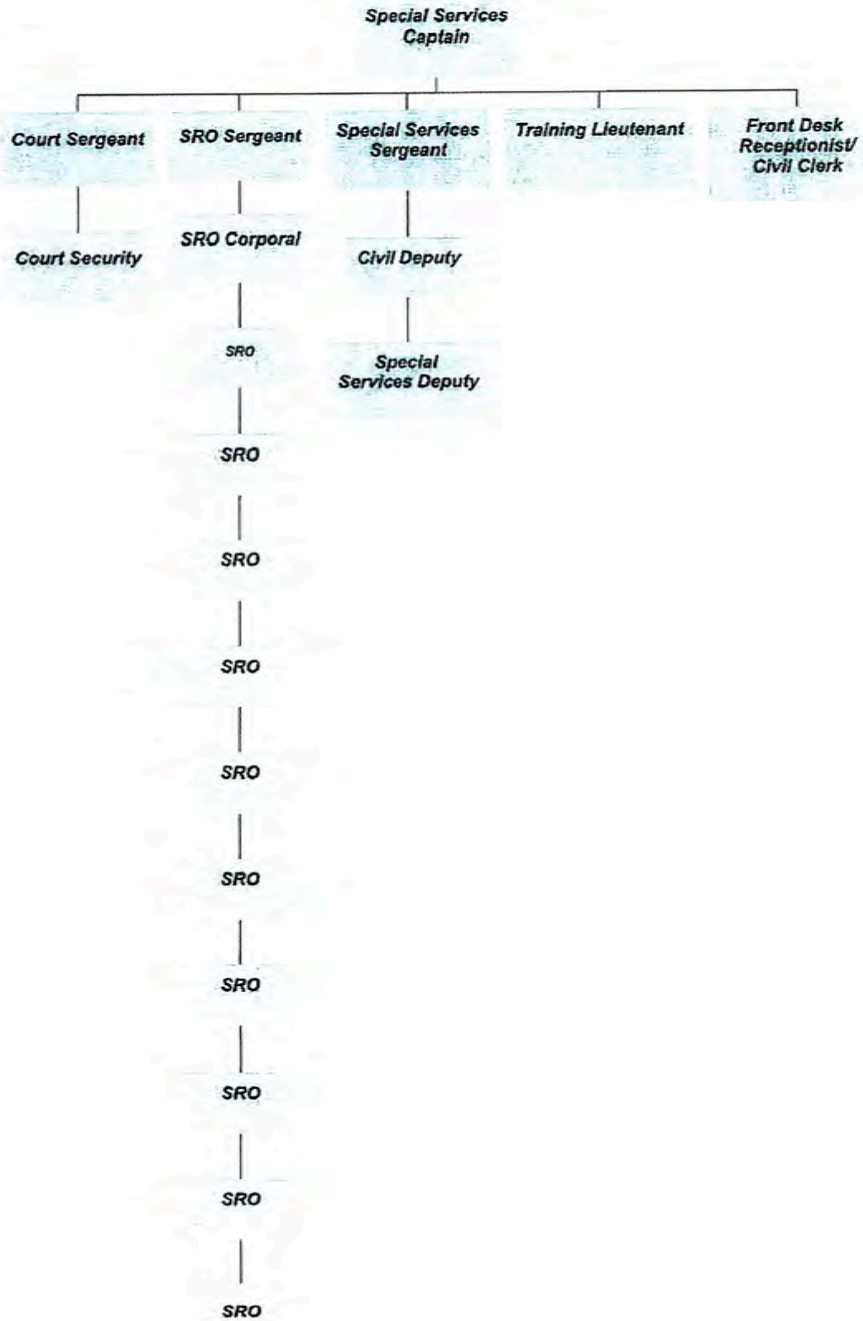 Special Services
Captain
Court Sergeant
SRO Sergeant
Special Services
Sergeant
Training Lieutenant
Front Desk
Receptionist/
Civil Clerk
Court Security
SRO Corporal
Civil Deputy
SRO
Special
Services Deputy
SRO
SRO
SRO
SRO
SRO
SRO
SRO
SRO
SRO